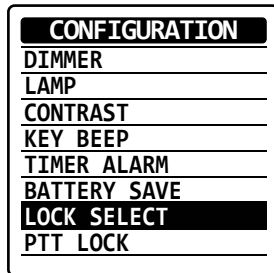 CONFIGURATION
DIMMER
LAMP
CONTRAST
KEY BEEP
TIMER ALARM
BATTERY SAVE
LOCK SELECT
PTT LOCK